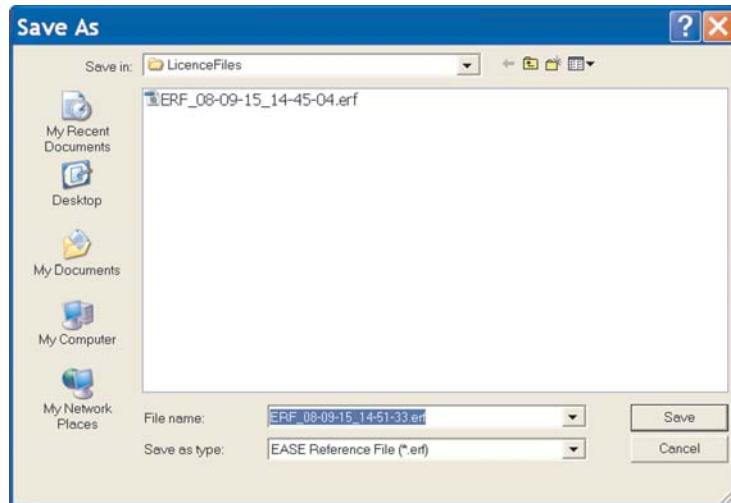 Save As
Save in: LicenceFiles
ERF_08-09-15_14-45-04.erf
My Recent
Documents
Desktop
My Documents
My Computer
My Network
Places
File name: ERF_08-09-15_14-51-33.erf Save
Save as type: EASE Reference File (*.erf) Cancel